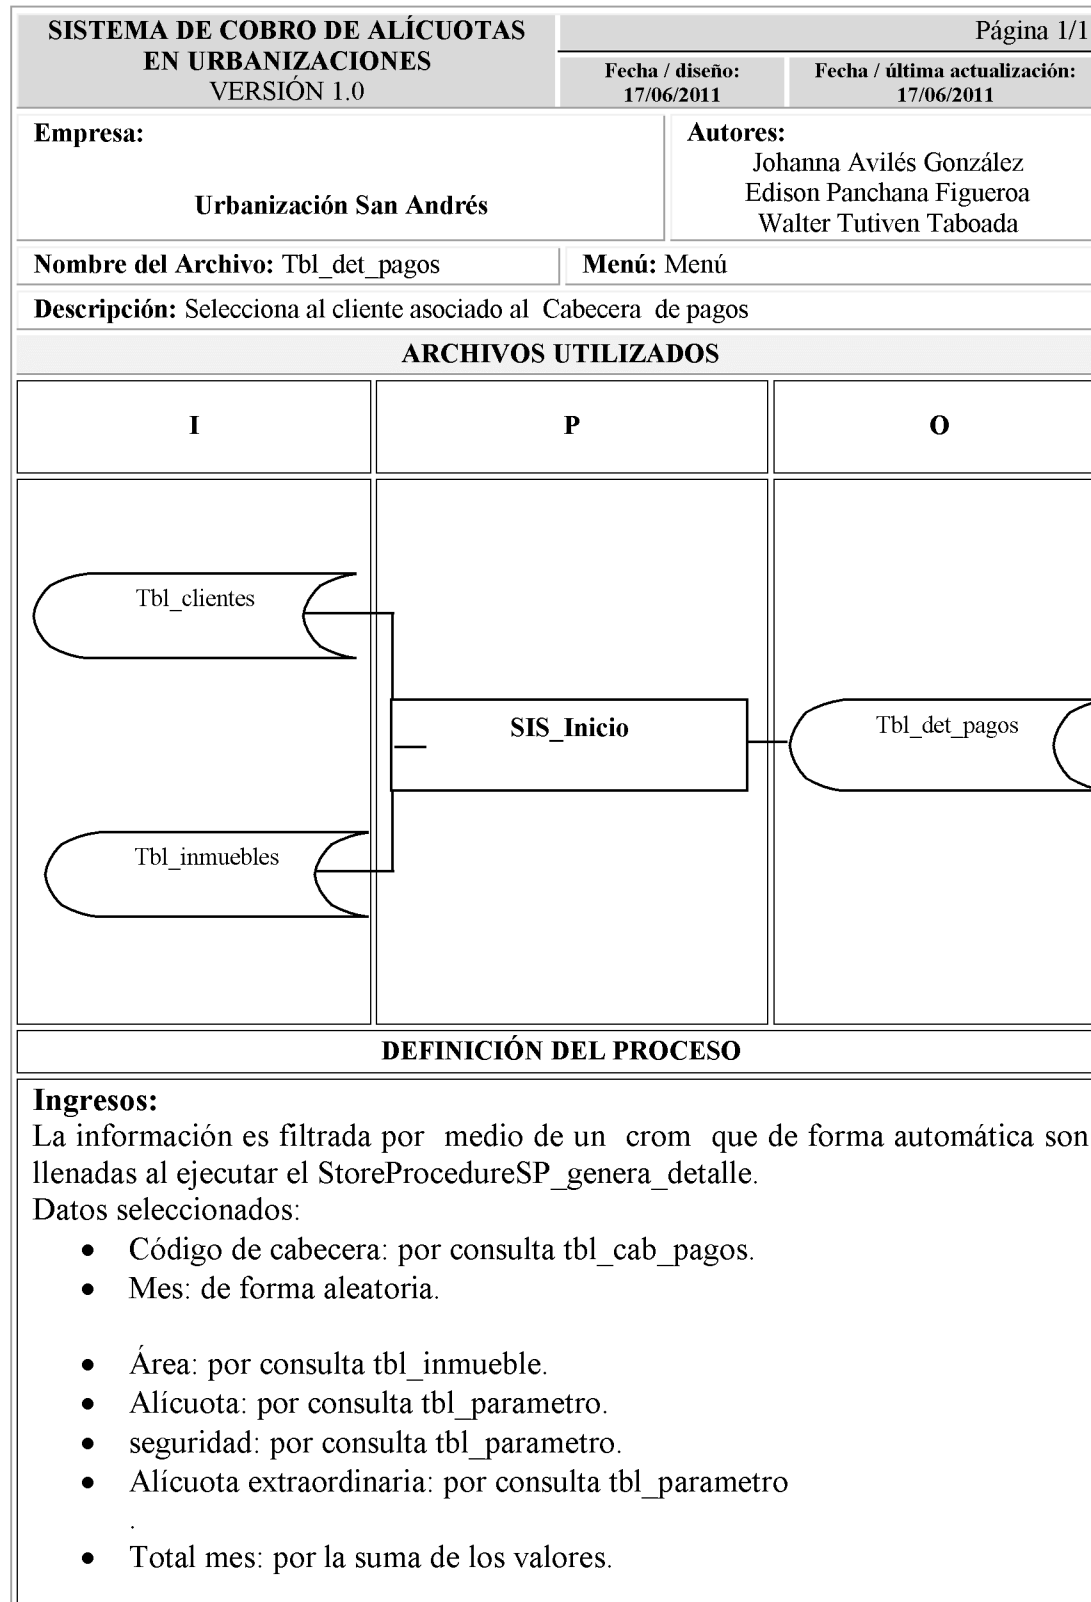 SISTEMA DE COBRO DE ALÍCUOTAS
EN URBANIZACIONES
VERSIÓN 1.0
Página 1/1
Fecha / diseño:
17/06/2011
Fecha / última actualización:
17/06/2011
Empresa:
Urbanización San Andrés
Autores:
Johanna Avilés González
Edison Panchana Figueroa
Walter Tutiven Taboada
Nombre del Archivo: Tbl_det_pagos
Menú: Menú
Descripción: Selecciona al cliente asociado al Cabecera de pagos
ARCHIVOS UTILIZADOS
I
P
O
Tbl_clientes
SIS_Inicio
Tbl_det_pagos
Tbl_inmuebles
DEFINICIÓN DEL PROCESO
Ingresos:
La información es filtrada por medio de un crom que de forma automática son
llenadas al ejecutar el StoreProcedureSP_genera_detalle.
Datos seleccionados:
• Código de cabecera: por consulta tbl_cab_pagos.
• Mes: de forma aleatoria.
• Área: por consulta tbl_inmueble.
• Alícuota: por consulta tbl_parametro.
• seguridad: por consulta tbl_parametro.
• Alícuota extraordinaria: por consulta tbl_parametro
.
• Total mes: por la suma de los valores.